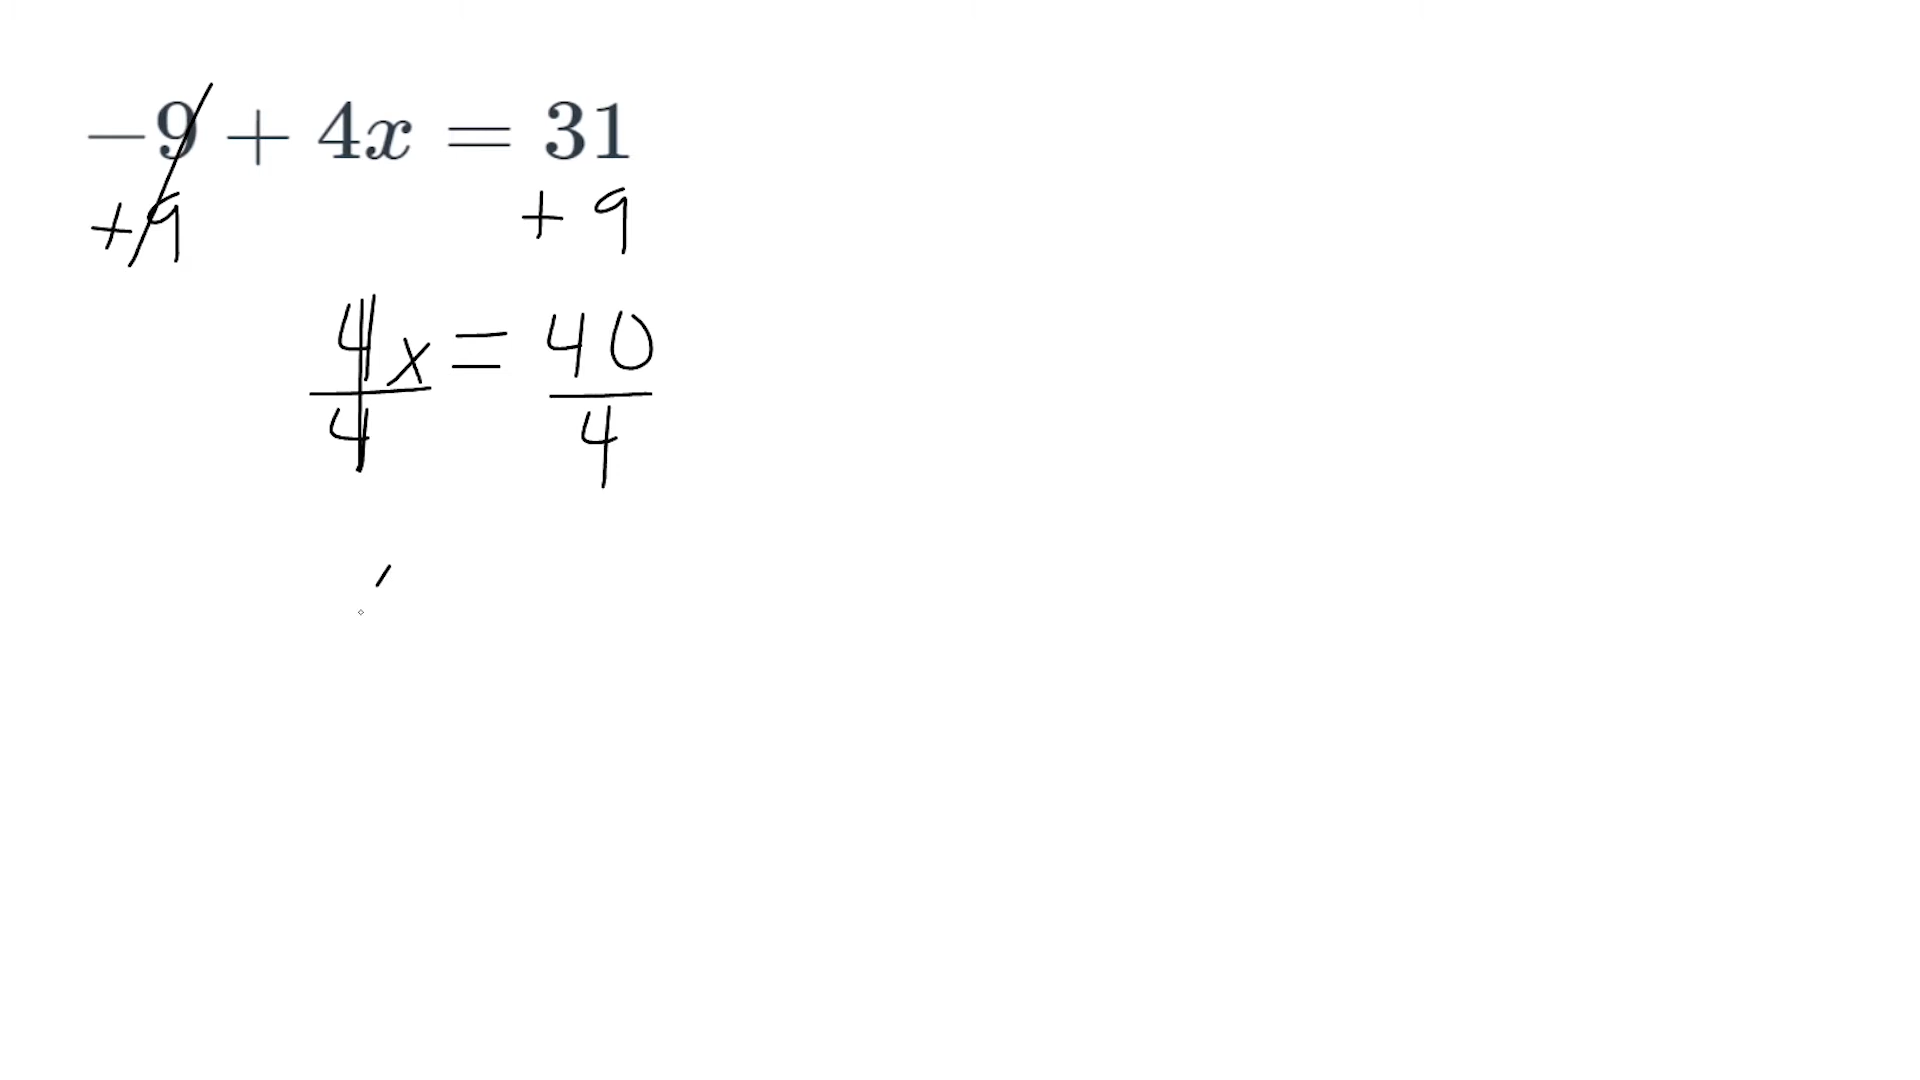 −9 + 4x = 31
+9 +9
4x = 40
4 4